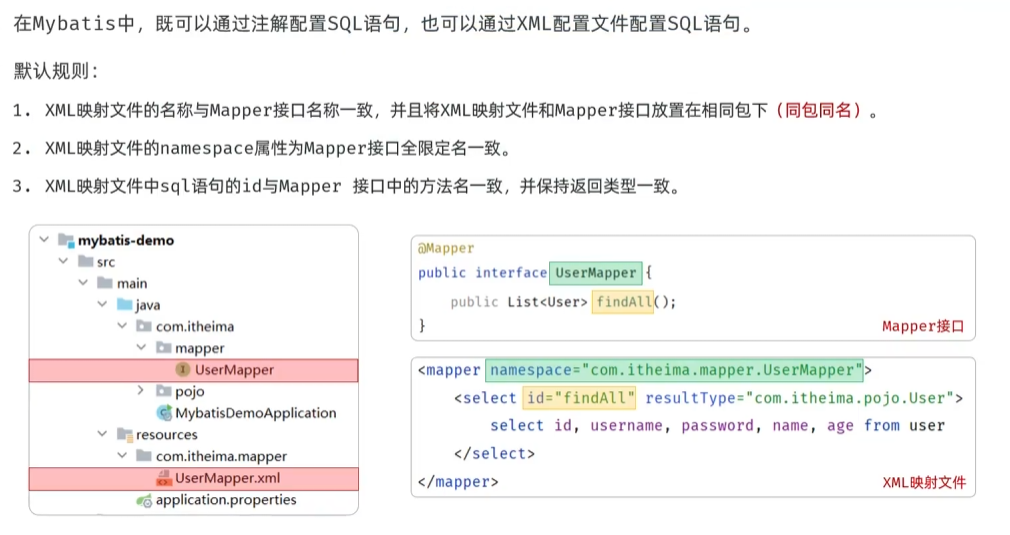 在Mybatis中，既可以通过注解配置SQL语句，也可以通过XML配置文件配置SQL语句。
默认规则：
1. XML映射文件的名称与Mapper接口名称一致，并且将XML映射文件和Mapper接口放置在相同包下（同包同名）。
2. XML映射文件的namespace属性为Mapper接口全限定名一致。
3. XML映射文件中sql语句的id与Mapper 接口中的方法名一致，并保持返回类型一致。
mybatis-demo
src
main
java
com.itheima
mapper
UserMapper
pojo
MybatisDemoApplication
resources
com.itheima.mapper
UserMapper.xml
application.properties
@Mapper
public interface UserMapper {
public List<User> findAll();
}
Mapper接口
<mapper namespace="com.itheima.mapper.UserMapper">
<select id="findAll" resultType="com.itheima.pojo.User">
select id, username, password, name, age from user
</select>
</mapper>
XML映射文件